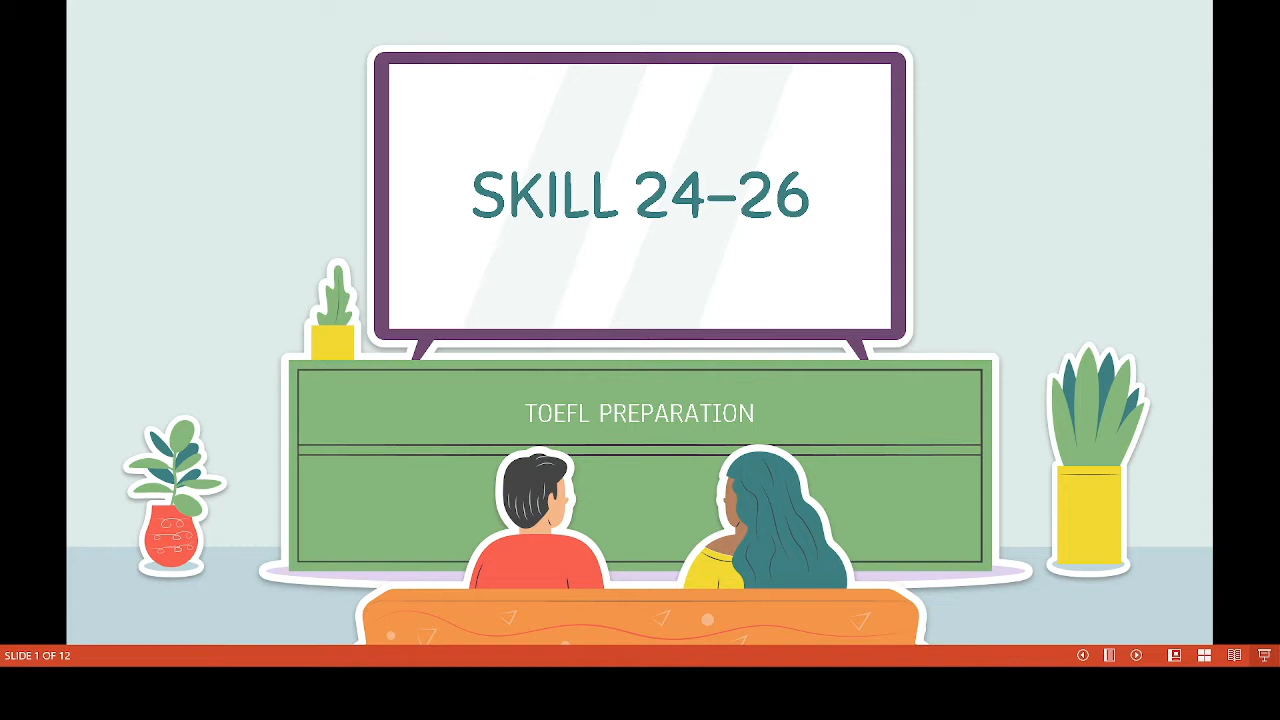 SKILL 24–26
TOEFL PREPARATION
SLIDE 1 OF 12